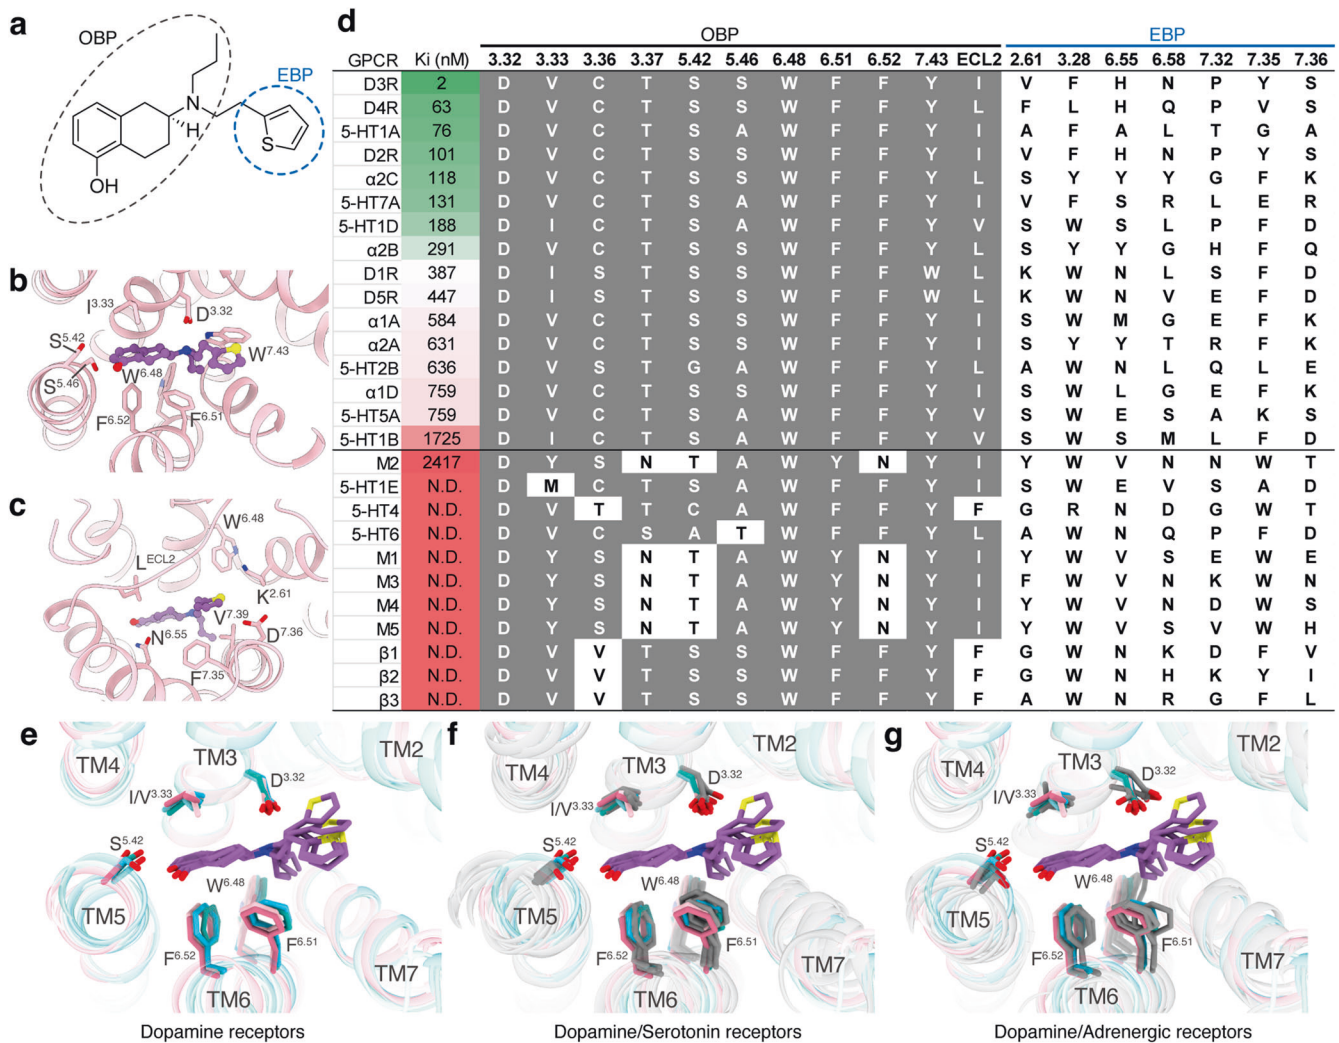 a
OBP
EBP
N
H
S
OH
b
I3.33
D3.32
S5.42
S5.46
W6.48
W7.43
F6.52
F6.51
c
W6.48
LECL2
K2.61
V7.39
N6.55
D7.36
F7.35
d
OBP EBP
GPCR Ki (nM) 3.32 3.33 3.36 3.37 5.42 5.46 6.48 6.51 6.52 7.43 ECL2 2.61 3.28 6.55 6.58 7.32 7.35 7.36
D3R 2 D V C T S S W F F Y I V F H N P Y S
D4R 63 D V C T S S W F F Y L F L H Q P V S
5-HT1A 76 D V C T S A W F F Y I A F A L T G A
D2R 101 D V C T S S W F F Y I V F H N P Y S
α2C 118 D V C T S S W F F Y L S Y Y Y G F K
5-HT7A 131 D V C T S A W F F Y I V F S R L E R
5-HT1D 188 D I C T S A W F F Y V S W S L P F D
α2B 291 D V C T S S W F F Y L S Y Y G H F Q
D1R 387 D I S T S S W F F W L K W N L S F D
D5R 447 D I S T S S W F F W L K W N V E F D
α1A 584 D V C T S S W F F Y I S W M G E F K
α2A 631 D V C T S S W F F Y I S Y Y T R F K
5-HT2B 636 D V S T G A W F F Y L A W N L Q L E
α1D 759 D V C T S S W F F Y I S W L G E F K
5-HT5A 759 D V C T S A W F F Y V S W E S A K S
5-HT1B 1725 D I C T S A W F F Y V S W S M L F D
M2 2417 D Y S N T A W Y N Y I Y W V N N W T
5-HT1E N.D. D M C T S A W F F Y I S W E V S A D
5-HT4 N.D. D V T T C A W F F Y F G R N D G W T
5-HT6 N.D. D V C S A T W F F Y L A W N Q P F D
M1 N.D. D Y S N T A W Y N Y I Y W V S E W E
M3 N.D. D Y S N T A W Y N Y I F W V N K W N
M4 N.D. D Y S N T A W Y N Y I Y W V N D W S
M5 N.D. D Y S N T A W Y N Y I Y W V S V W H
β1 N.D. D V V T S S W F F Y F G W N K D F V
β2 N.D. D V V T S S W F F Y F G W N H K Y I
β3 N.D. D V V T S S W F F Y F A W N R G F L
e
TM4
TM3
TM2
I/V3.33
D3.32
S5.42
W6.48
TM5
F6.52
F6.51
TM6
TM7
Dopamine receptors
f
TM4
TM3
TM2
I/V3.33
D3.32
S5.42
W6.48
TM5
F6.52
F6.51
TM6
TM7
Dopamine/Serotonin receptors
g
TM4
TM3
TM2
I/V3.33
D3.32
S5.42
W6.48
TM5
F6.52
F6.51
TM6
TM7
Dopamine/Adrenergic receptors